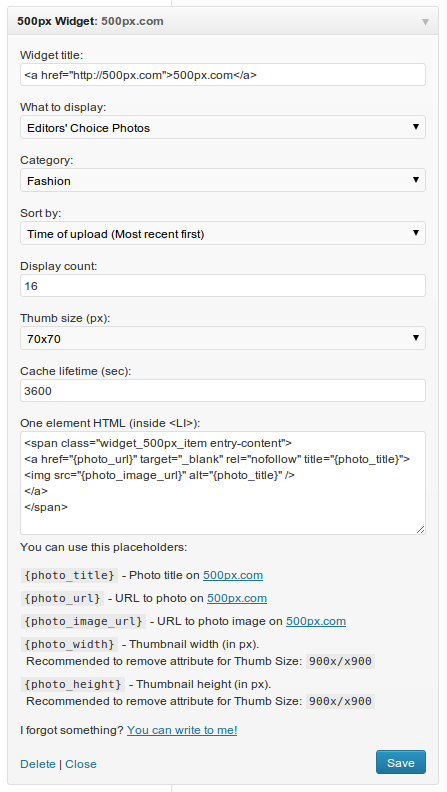 500px Widget: 500px.com
Widget title:
<a href="http://500px.com">500px.com</a>
What to display:
Editors' Choice Photos
Category:
Fashion
Sort by:
Time of upload (Most recent first)
Display count:
16
Thumb size (px):
70x70
Cache lifetime (sec):
3600
One element HTML (inside <LI>):
<span class="widget_500px_item entry-content">
<a href="{photo_url}" target="_blank" rel="nofollow" title="{photo_title}">
<img src="{photo_image_url}" alt="{photo_title}" />
</a>
</span>
You can use this placeholders:
{photo_title} - Photo title on 500px.com
{photo_url} - URL to photo on 500px.com
{photo_image_url} - URL to photo image on 500px.com
{photo_width} - Thumbnail width (in px).
Recommended to remove attribute for Thumb Size: 900x/x900
{photo_height} - Thumbnail height (in px).
Recommended to remove attribute for Thumb Size: 900x/x900
I forgot something? You can write to me!
Delete | Close
Save